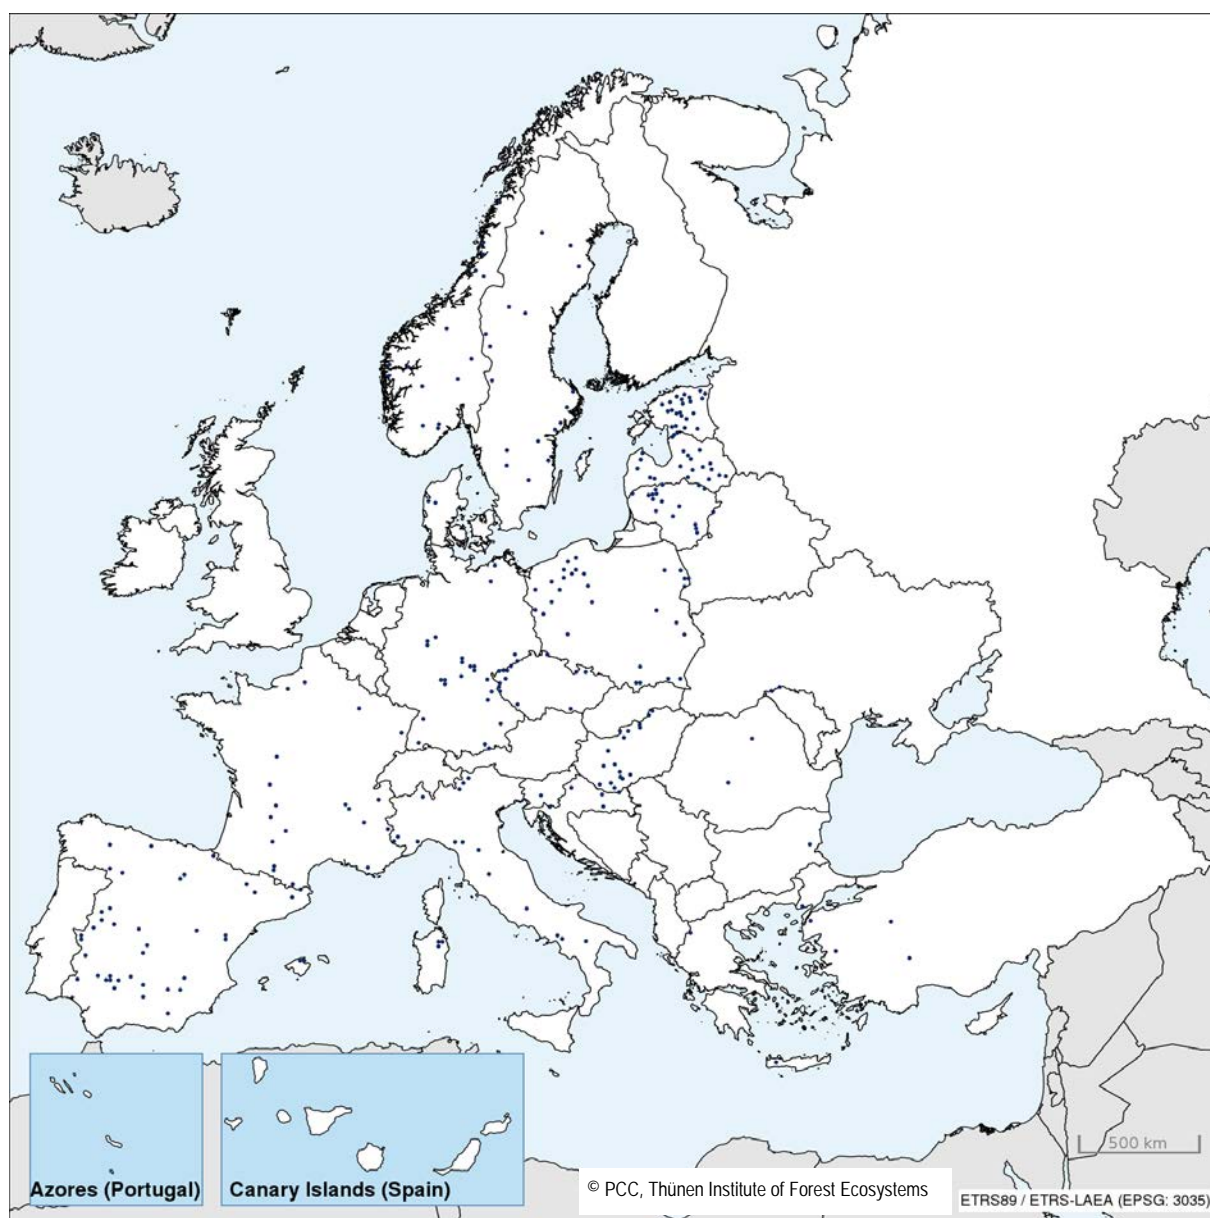 500 km
Azores (Portugal)
Canary Islands (Spain)
© PCC, Thünen Institute of Forest Ecosystems
ETRS89 / ETRS-LAEA (EPSG: 3035)